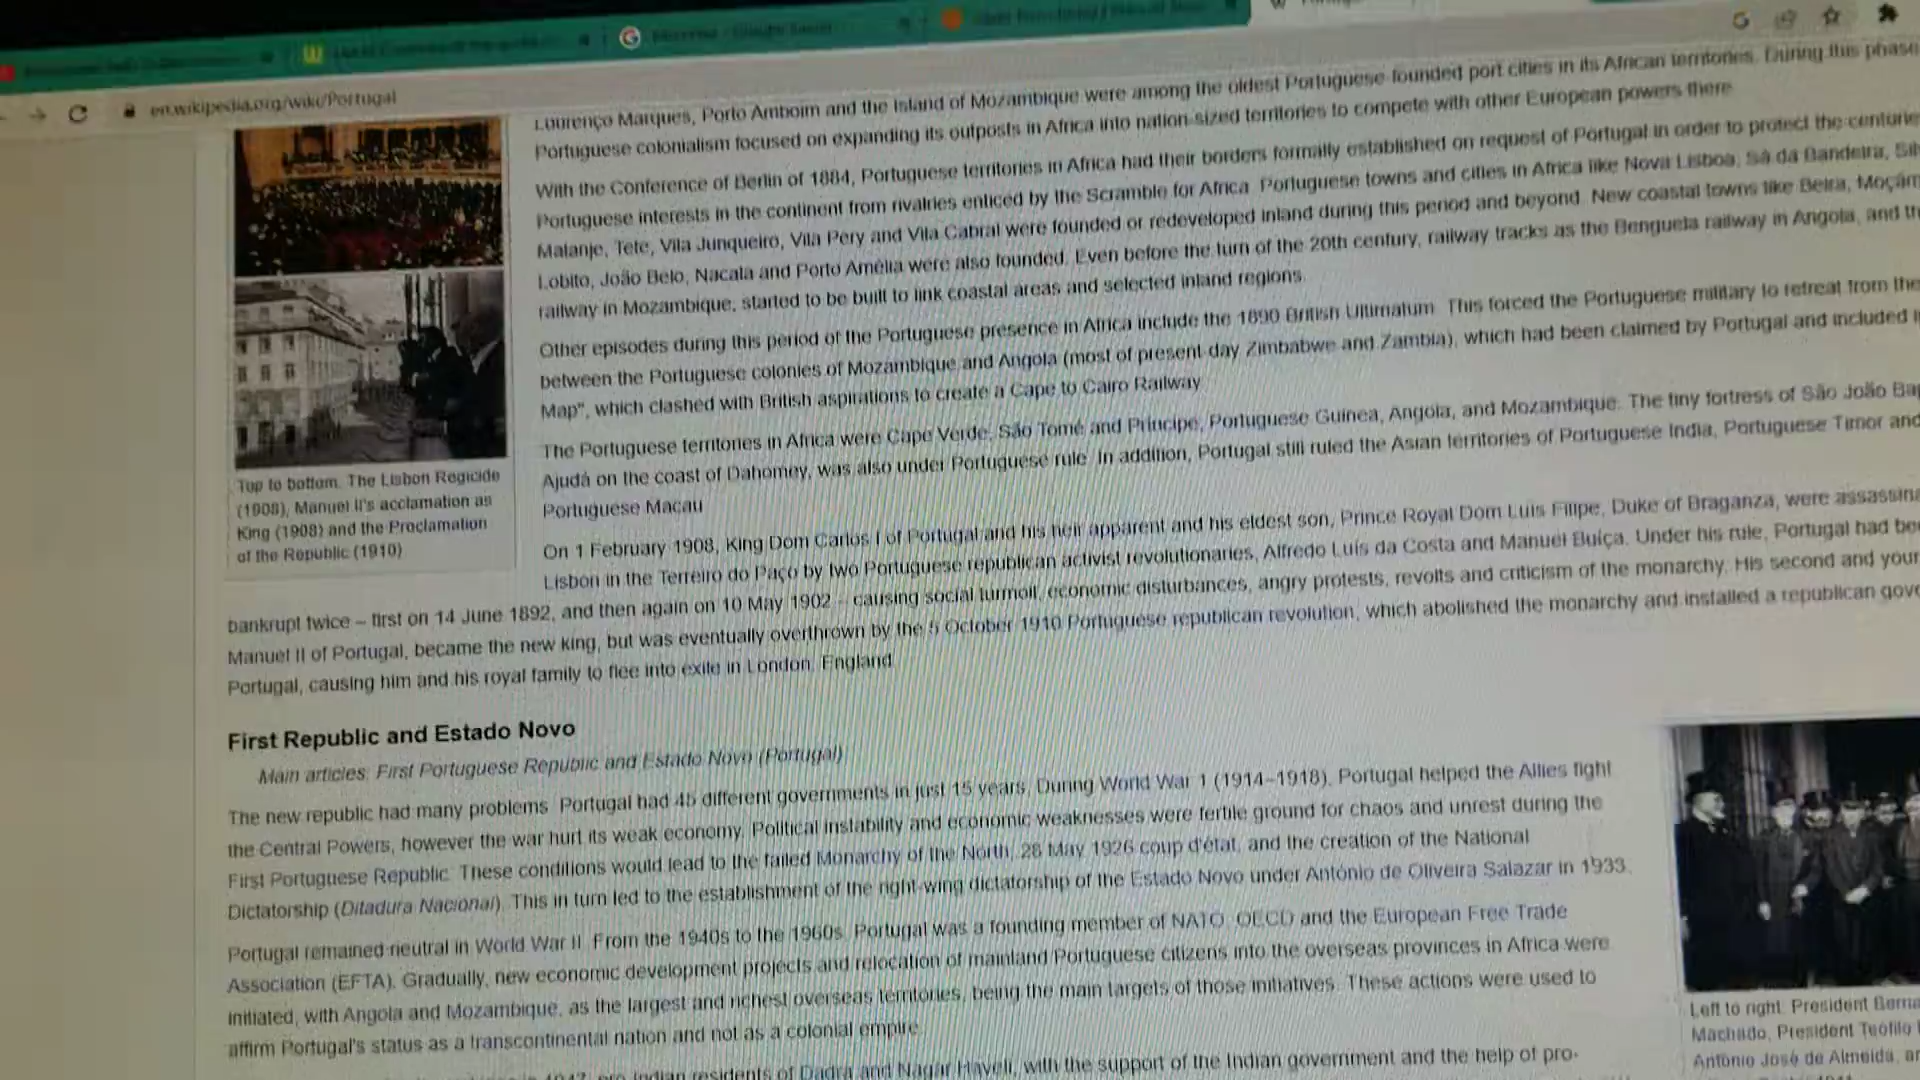 en.wikipedia.org/wiki/Portugal
Lourenço Marques, Porto Amboim and the Island of Mozambique were among the oldest Portuguese-founded port cities in its African territories. During this phase
Portuguese colonialism focused on expanding its outposts in Africa into nation-sized territories to compete with other European powers there.
With the Conference of Berlin of 1884, Portuguese territories in Africa had their borders formally established on request of Portugal in order to protect the centurie
Portuguese interests in the continent from rivalries enticed by the Scramble for Africa. Portuguese towns and cities in Africa like Nova Lisboa, Sá da Bandeira, Sil
Malanje, Tete, Vila Junqueiro, Vila Pery and Vila Cabral were founded or redeveloped inland during this period and beyond. New coastal towns like Beira, Moçâm
Lobito, João Belo, Nacala and Porto Amélia were also founded. Even before the turn of the 20th century, railway tracks as the Benguela railway in Angola, and th
railway in Mozambique, started to be built to link coastal areas and selected inland regions.
Other episodes during this period of the Portuguese presence in Africa include the 1890 British Ultimatum. This forced the Portuguese military to retreat from the
between the Portuguese colonies of Mozambique and Angola (most of present-day Zimbabwe and Zambia), which had been claimed by Portugal and included i
Map", which clashed with British aspirations to create a Cape to Cairo Railway.
The Portuguese territories in Africa were Cape Verde, São Tomé and Príncipe, Portuguese Guinea, Angola, and Mozambique. The tiny fortress of São João Bap
Ajudá on the coast of Dahomey, was also under Portuguese rule. In addition, Portugal still ruled the Asian territories of Portuguese India, Portuguese Timor and
Portuguese Macau.
Top to bottom: The Lisbon Regicide
(1908), Manuel II's acclamation as
King (1908) and the Proclamation
of the Republic (1910)
On 1 February 1908, King Dom Carlos I of Portugal and his heir apparent and his eldest son, Prince Royal Dom Luís Filipe, Duke of Braganza, were assassina
Lisbon in the Terreiro do Paço by two Portuguese republican activist revolutionaries, Alfredo Luís da Costa and Manuel Buíça. Under his rule, Portugal had bee
bankrupt twice – first on 14 June 1892, and then again on 10 May 1902 – causing social turmoil, economic disturbances, angry protests, revolts and criticism of the monarchy. His second and your
Manuel II of Portugal, became the new king, but was eventually overthrown by the 5 October 1910 Portuguese republican revolution, which abolished the monarchy and installed a republican gove
Portugal, causing him and his royal family to flee into exile in London, England.
First Republic and Estado Novo
Main articles: First Portuguese Republic and Estado Novo (Portugal)
The new republic had many problems. Portugal had 45 different governments in just 15 years. During World War 1 (1914–1918), Portugal helped the Allies fight
the Central Powers, however the war hurt its weak economy. Political instability and economic weaknesses were fertile ground for chaos and unrest during the
First Portuguese Republic. These conditions would lead to the failed Monarchy of the North, 28 May 1926 coup d'état, and the creation of the National
Dictatorship (Ditadura Nacional). This in turn led to the establishment of the right-wing dictatorship of the Estado Novo under António de Oliveira Salazar in 1933.
Portugal remained neutral in World War II. From the 1940s to the 1960s, Portugal was a founding member of NATO, OECD and the European Free Trade
Association (EFTA). Gradually, new economic development projects and relocation of mainland Portuguese citizens into the overseas provinces in Africa were
initiated, with Angola and Mozambique, as the largest and richest overseas territories, being the main targets of those initiatives. These actions were used to
affirm Portugal's status as a transcontinental nation and not as a colonial empire.
1947, pro-Indian residents of Dadra and Nagar Haveli, with the support of the Indian government and the help of pro-
Left to right: President Berna
Machado, President Teófilo
António José de Almeida, an